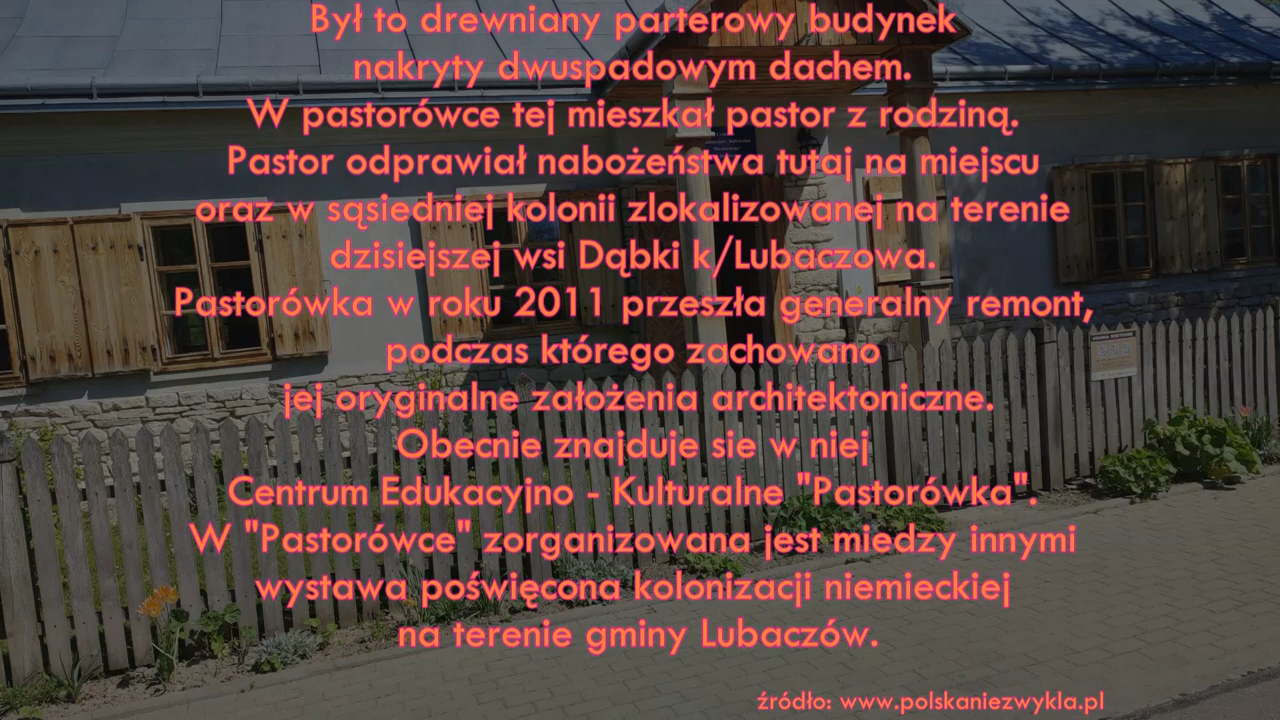 Był to drewniany parterowy budynek
nakryty dwuspadowym dachem.
W pastorówce tej mieszkał pastor z rodziną.
Pastor odprawiał nabożeństwa tutaj na miejscu
oraz w sąsiedniej kolonii zlokalizowanej na terenie
dzisiejszej wsi Dąbki k/Lubaczowa.
Pastorówka w roku 2011 przeszła generalny remont,
podczas którego zachowano
jej oryginalne założenia architektoniczne.
Obecnie znajduje sie w niej
Centrum Edukacyjno - Kulturalne "Pastorówka".
W "Pastorówce" zorganizowana jest miedzy innymi
wystawa poświęcona kolonizacji niemieckiej
na terenie gminy Lubaczów.
źródło: www.polskaniezwykla.pl